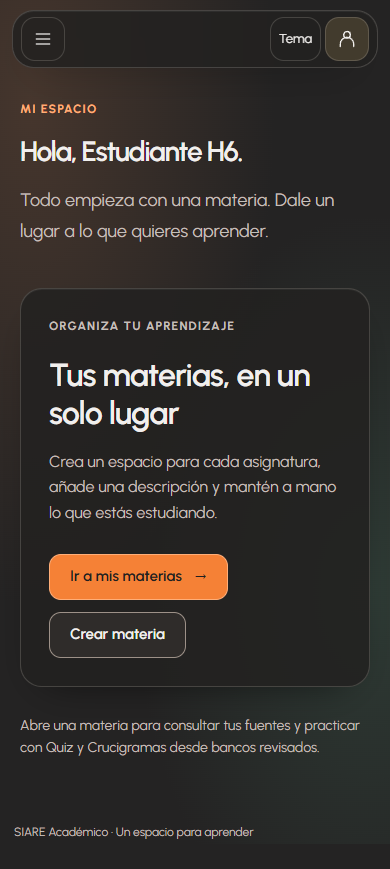 Tema
MI ESPACIO
Hola, Estudiante H6.
Todo empieza con una materia. Dale un
lugar a lo que quieres aprender.
ORGANIZA TU APRENDIZAJE
Tus materias, en un
solo lugar
Crea un espacio para cada asignatura,
añade una descripción y mantén a mano
lo que estás estudiando.
Ir a mis materias →
Crear materia
Abre una materia para consultar tus fuentes y practicar
con Quiz y Crucigramas desde bancos revisados.
SIARE Académico · Un espacio para aprender